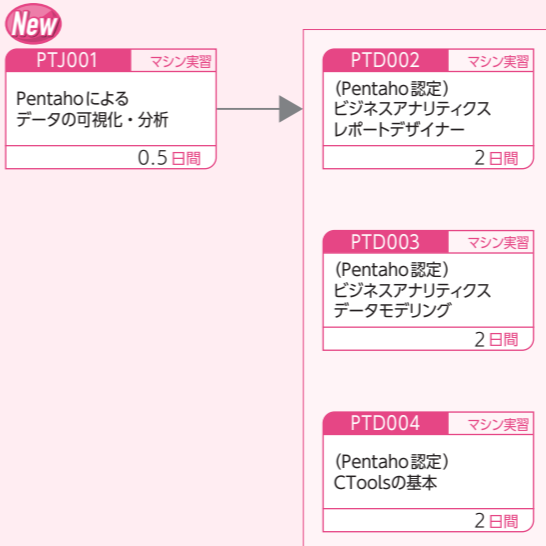 New
PTJ001 マシン実習
Pentahoによる
データの可視化・分析
0.5日間
PTD002 マシン実習
(Pentaho認定)
ビジネスアナリティクス
レポートデザイナー
2日間
PTD003 マシン実習
(Pentaho認定)
ビジネスアナリティクス
データモデリング
2日間
PTD004 マシン実習
(Pentaho認定)
CToolsの基本
2日間